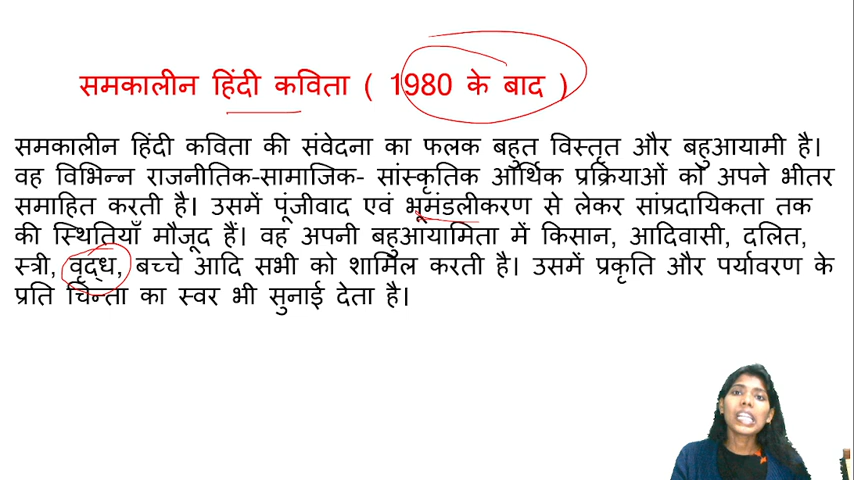 समकालीन हिंदी कविता ( 1980 के बाद )
समकालीन हिंदी कविता की संवेदना का फलक बहुत विस्तृत और बहुआयामी है।
वह विभिन्न राजनीतिक-सामाजिक- सांस्कृतिक आर्थिक प्रक्रियाओं को अपने भीतर
समाहित करती है। उसमें पूंजीवाद एवं भूमंडलीकरण से लेकर सांप्रदायिकता तक
की स्थितियाँ मौजूद हैं। वह अपनी बहुआयामिता में किसान, आदिवासी, दलित,
स्त्री, वृद्ध, बच्चे आदि सभी को शामिल करती है। उसमें प्रकृति और पर्यावरण के
प्रति चिन्ता का स्वर भी सुनाई देता है।